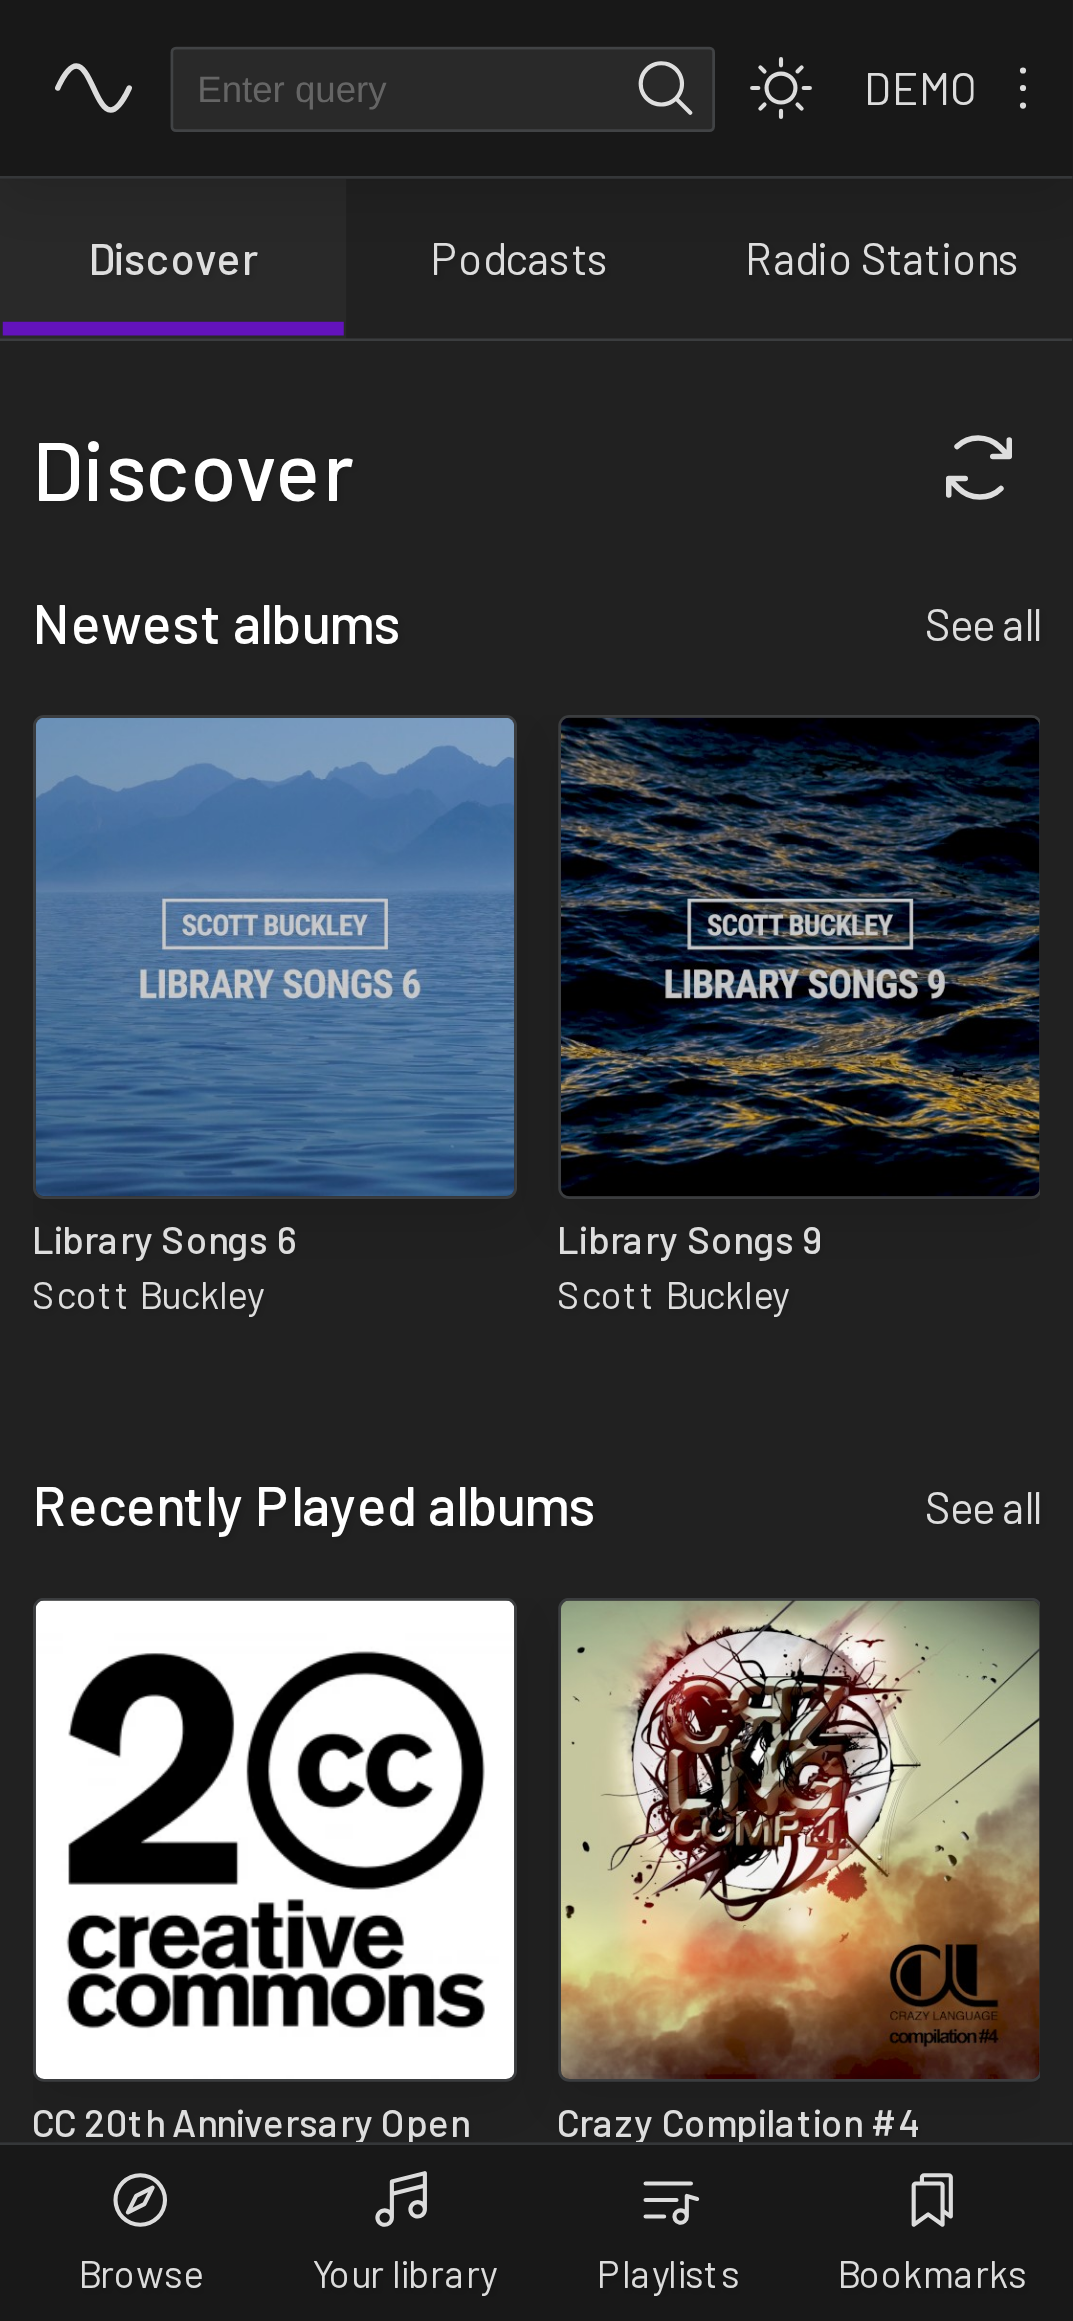 Enter query
DEMO
Discover
Podcasts
Radio Stations
Discover
Newest albums
See all
SCOTT BUCKLEY
LIBRARY SONGS 6
SCOTT BUCKLEY
LIBRARY SONGS 9
Library Songs 6
Scott Buckley
Library Songs 9
Scott Buckley
Recently Played albums
See all
20
cc
creative
commons
CRAZY
LNG
COMP 4
CL
CRAZY LANGUAGE
compilation #4
CC 20th Anniversary Open
Crazy Compilation #4
Browse
Your library
Playlists
Bookmarks